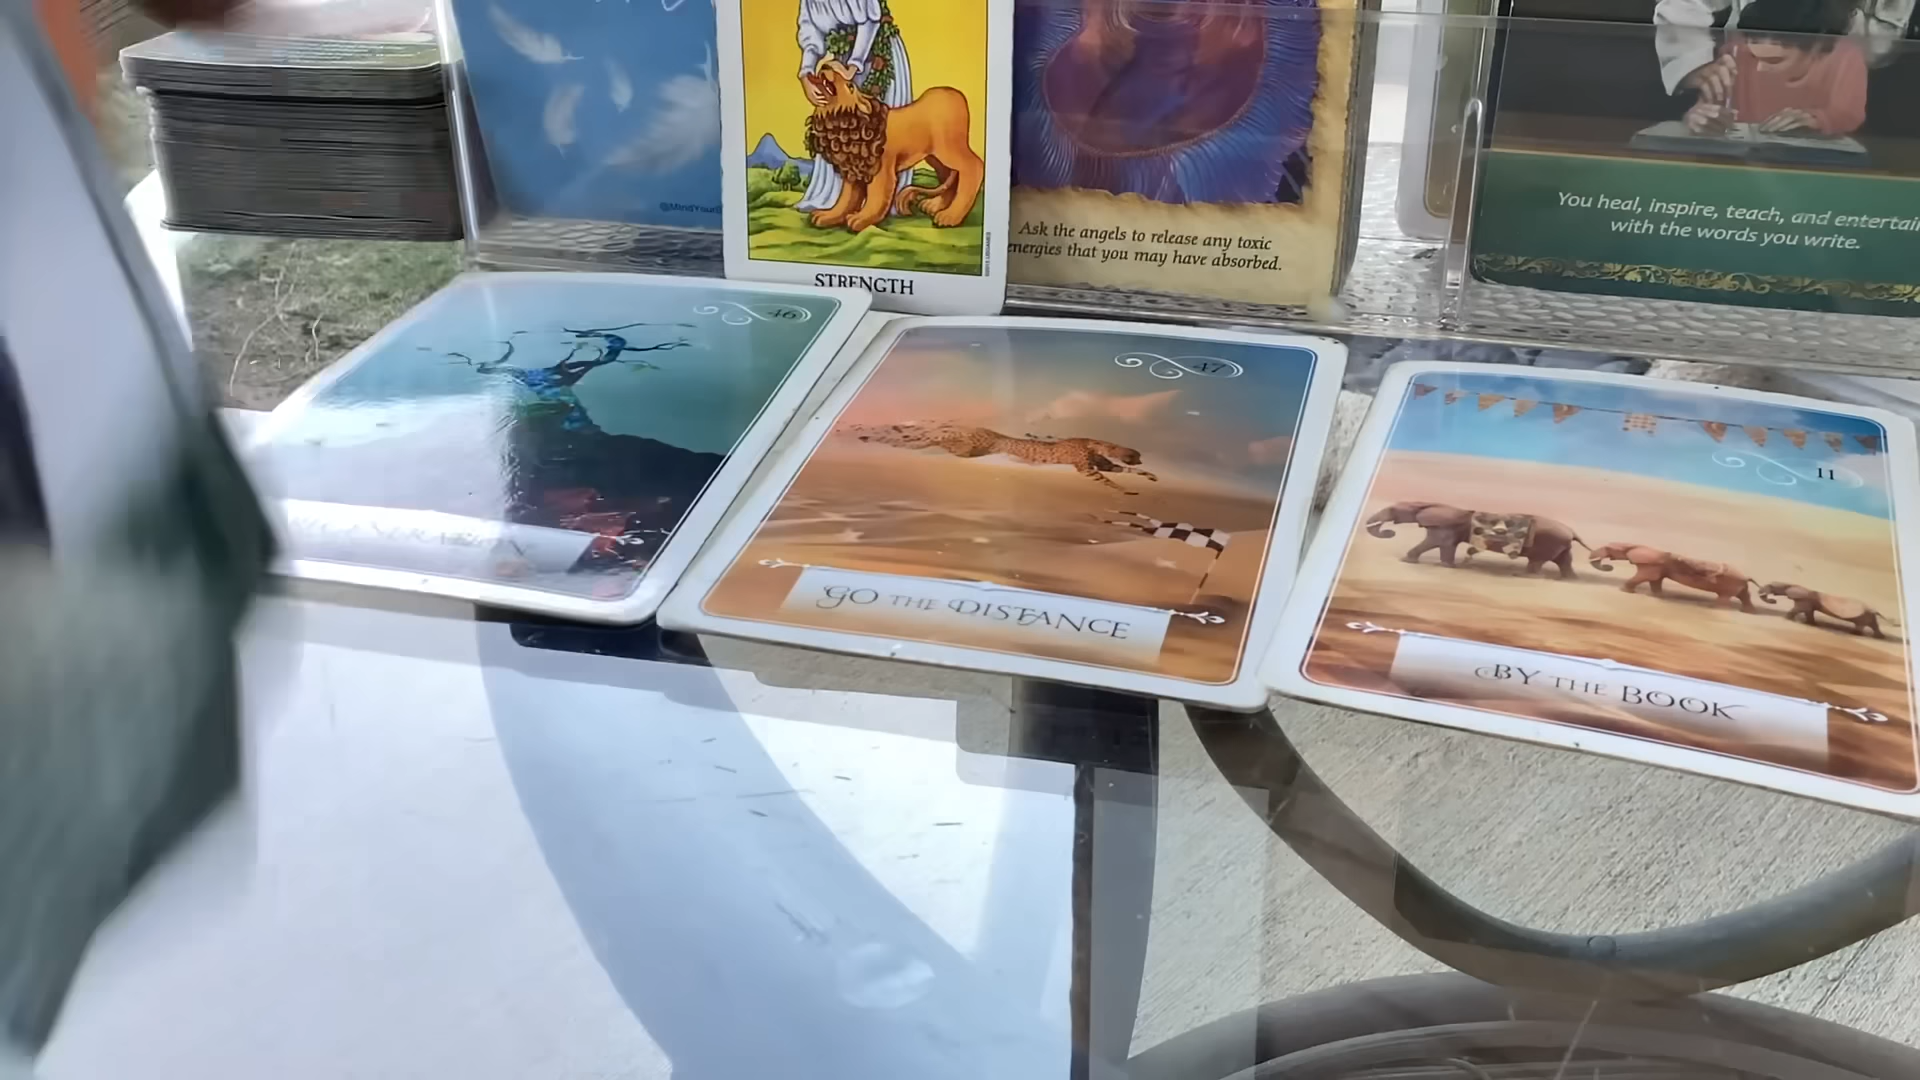 STRENGTH
Ask the angels to release any toxic
energies that you may have absorbed.
You heal, inspire, teach, and entertain
with the words you write.
46
47
GO THE DISTANCE
11
BY THE BOOK